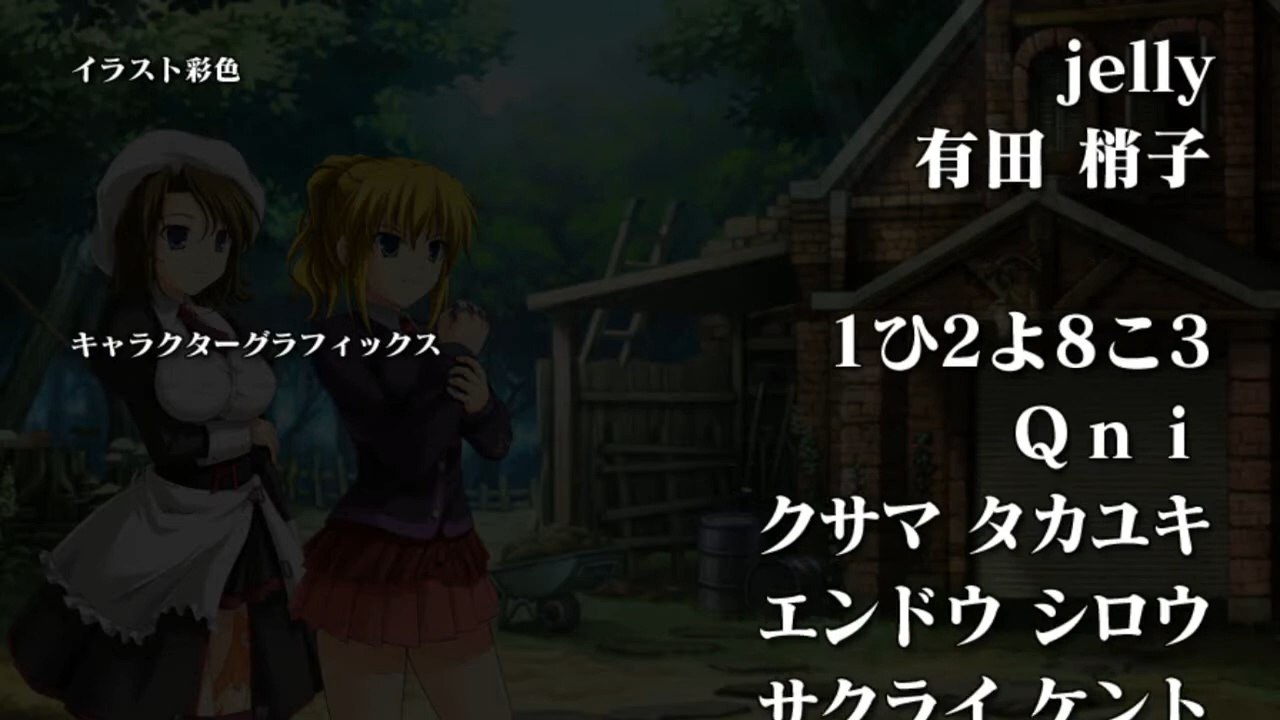 イラスト彩色
jelly
有田 梢子
キャラクターグラフィックス
1ひ2よ8こ3
Ｑｎｉ
クサマ タカユキ
エンドウ シロウ
サクライ ケント